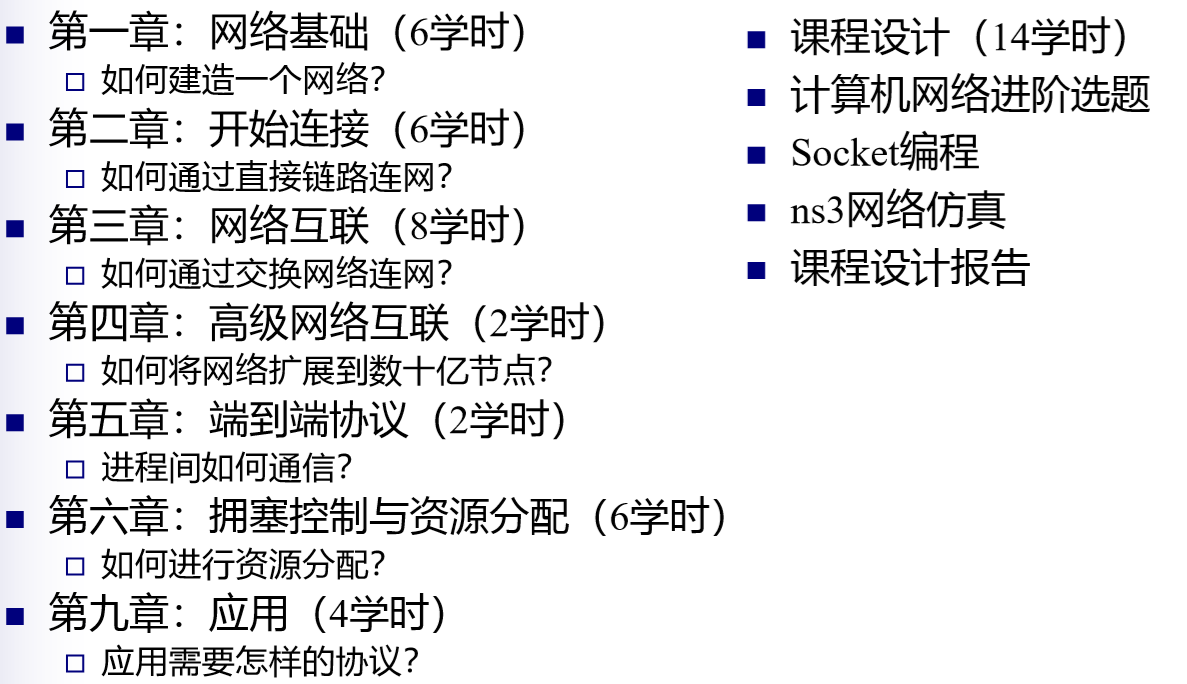 第一章：网络基础（6学时）
如何建造一个网络？
第二章：开始连接（6学时）
如何通过直接链路连网？
第三章：网络互联（8学时）
如何通过交换网络连网？
第四章：高级网络互联（2学时）
如何将网络扩展到数十亿节点？
第五章：端到端协议（2学时）
进程间如何通信？
第六章：拥塞控制与资源分配（6学时）
如何进行资源分配？
第九章：应用（4学时）
应用需要怎样的协议？
课程设计（14学时）
计算机网络进阶选题
Socket编程
ns3网络仿真
课程设计报告